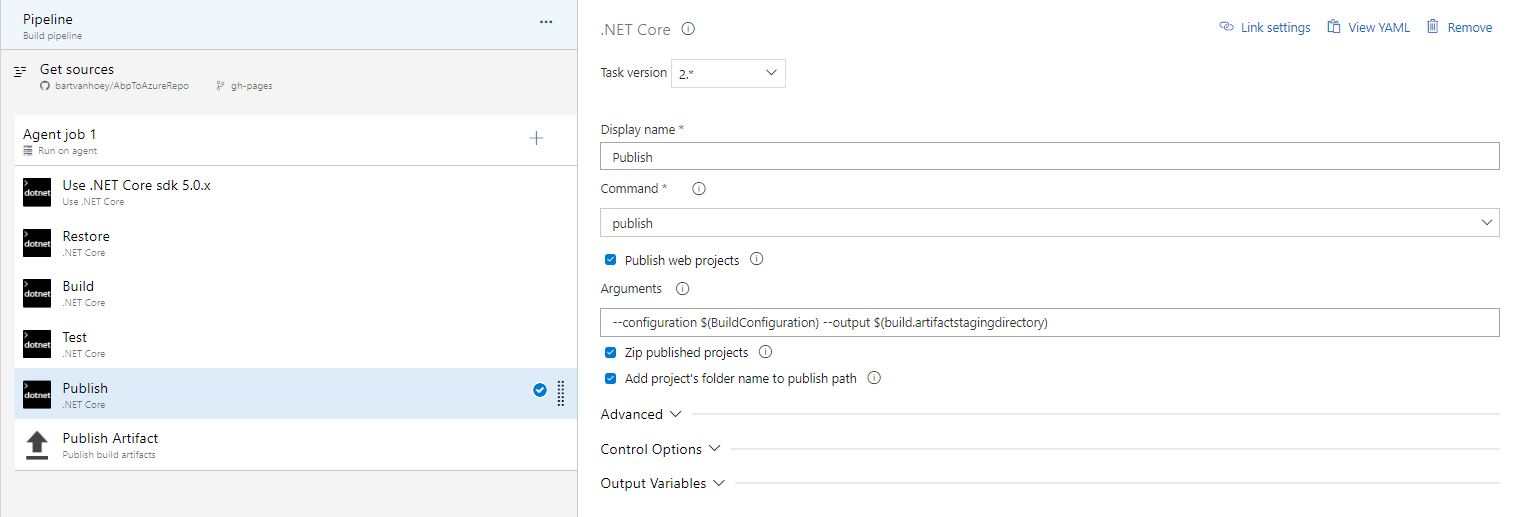 Pipeline
...
Build pipeline
Get sources
bartvanhoey/AbpToAzureRepo gh-pages
Agent job 1
Run on agent
dotnet
Use .NET Core sdk 5.0.x
Use .NET Core
dotnet
Restore
.NET Core
dotnet
Build
.NET Core
dotnet
Test
.NET Core
dotnet
Publish
.NET Core
Publish Artifact
Publish build artifacts
.NET Core
Link settings View YAML Remove
Task version 2.*
Display name *
Publish
Command *
publish
Publish web projects
Arguments
--configuration $(BuildConfiguration) --output $(build.artifactstagingdirectory)
Zip published projects
Add project's folder name to publish path
Advanced
Control Options
Output Variables